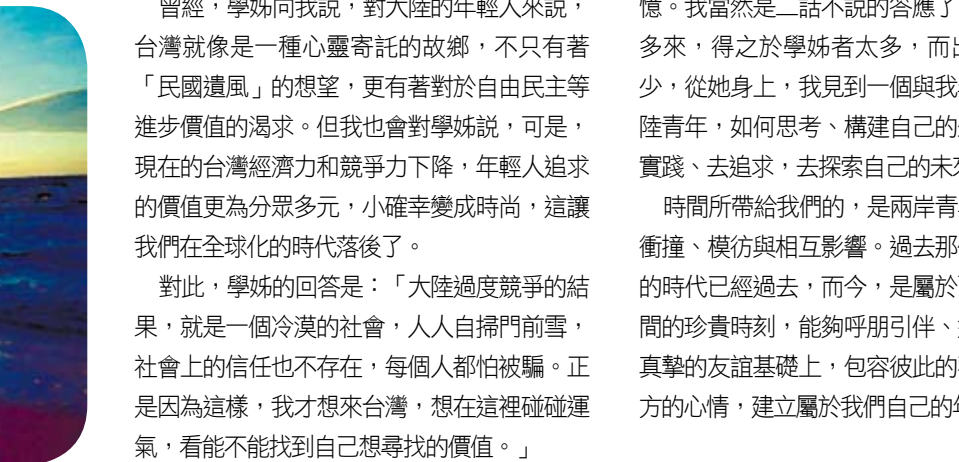 曾經，學姊向我說，對大陸的年輕人來說，
台灣就像是一種心靈寄託的故鄉，不只有著
「民國遺風」的想望，更有著對於自由民主等
進步價值的渴求。但我也會對學姊說，可是，
現在的台灣經濟力和競爭力下降，年輕人追求
的價值更為分眾多元，小確幸變成時尚，這讓
我們在全球化的時代落後了。
對此，學姊的回答是：「大陸過度競爭的結
果，就是一個冷漠的社會，人人自掃門前雪，
社會上的信任也不存在，每個人都怕被騙。正
是因為這樣，我才想來台灣，想在這裡碰碰運
氣，看能不能找到自己想尋找的價值。」
憶。我當然是二話不說的答應了
多來，得之於學姊者太多，而出
少，從她身上，我見到一個與我
陸青年，如何思考、構建自己的
實踐、去追求，去探索自己的未來
時間所帶給我們的，是兩岸青
衝撞、模仿與相互影響。過去那
的時代已經過去，而今，是屬於
間的珍貴時刻，能夠呼朋引伴、
真摯的友誼基礎上，包容彼此的
方的心情，建立屬於我們自己的年